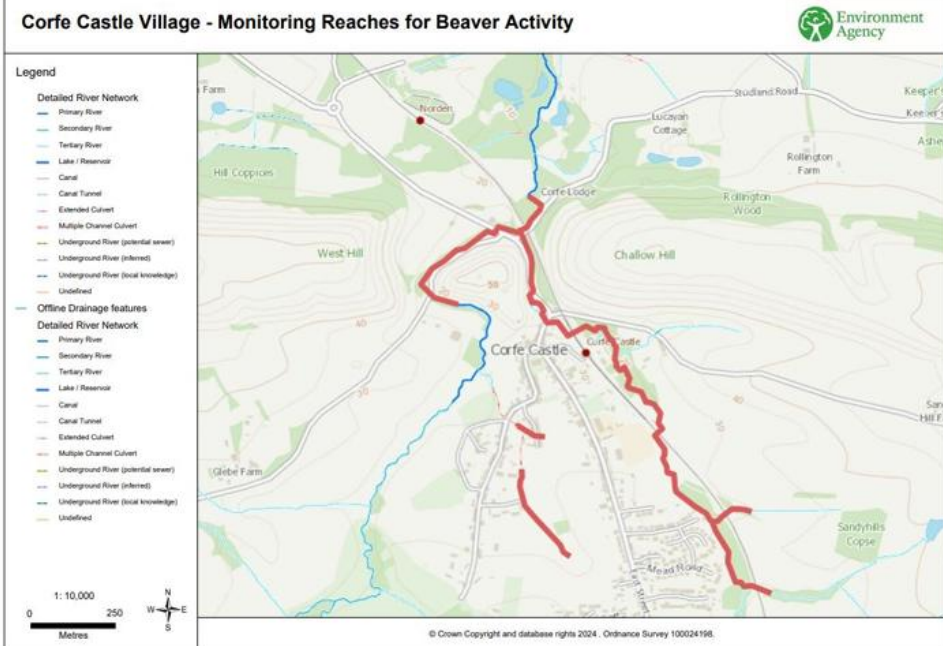 Corfe Castle Village - Monitoring Reaches for Beaver Activity
Environment
Agency
Legend
Detailed River Network
Primary River
Secondary River
Tertiary River
Lake / Reservoir
Canal
Canal Tunnel
Extended Culvert
Multiple Channel Culvert
Underground River (potential sewer)
Underground River (inferred)
Underground River (local knowledge)
Undefined
Offline Drainage features
Detailed River Network
Primary River
Secondary River
Tertiary River
Lake / Reservoir
Canal
Canal Tunnel
Extended Culvert
Multiple Channel Culvert
Underground River (potential sewer)
Underground River (inferred)
Underground River (local knowledge)
Undefined
1: 10,000
0 250
Metres
N
W E
S
Farm
Norden
Studland Road
Keeper's
Lucayan
Cottage
Rollington
Farm
Hill Coppices
Corfe Lodge
Rollington
Wood
West Hill
Challow Hill
Corfe Castle
Corfe Castle
Glebe Farm
Sandyhills
Copse
Mead Road
East Street
© Crown Copyright and database rights 2024 . Ordnance Survey 100024198.